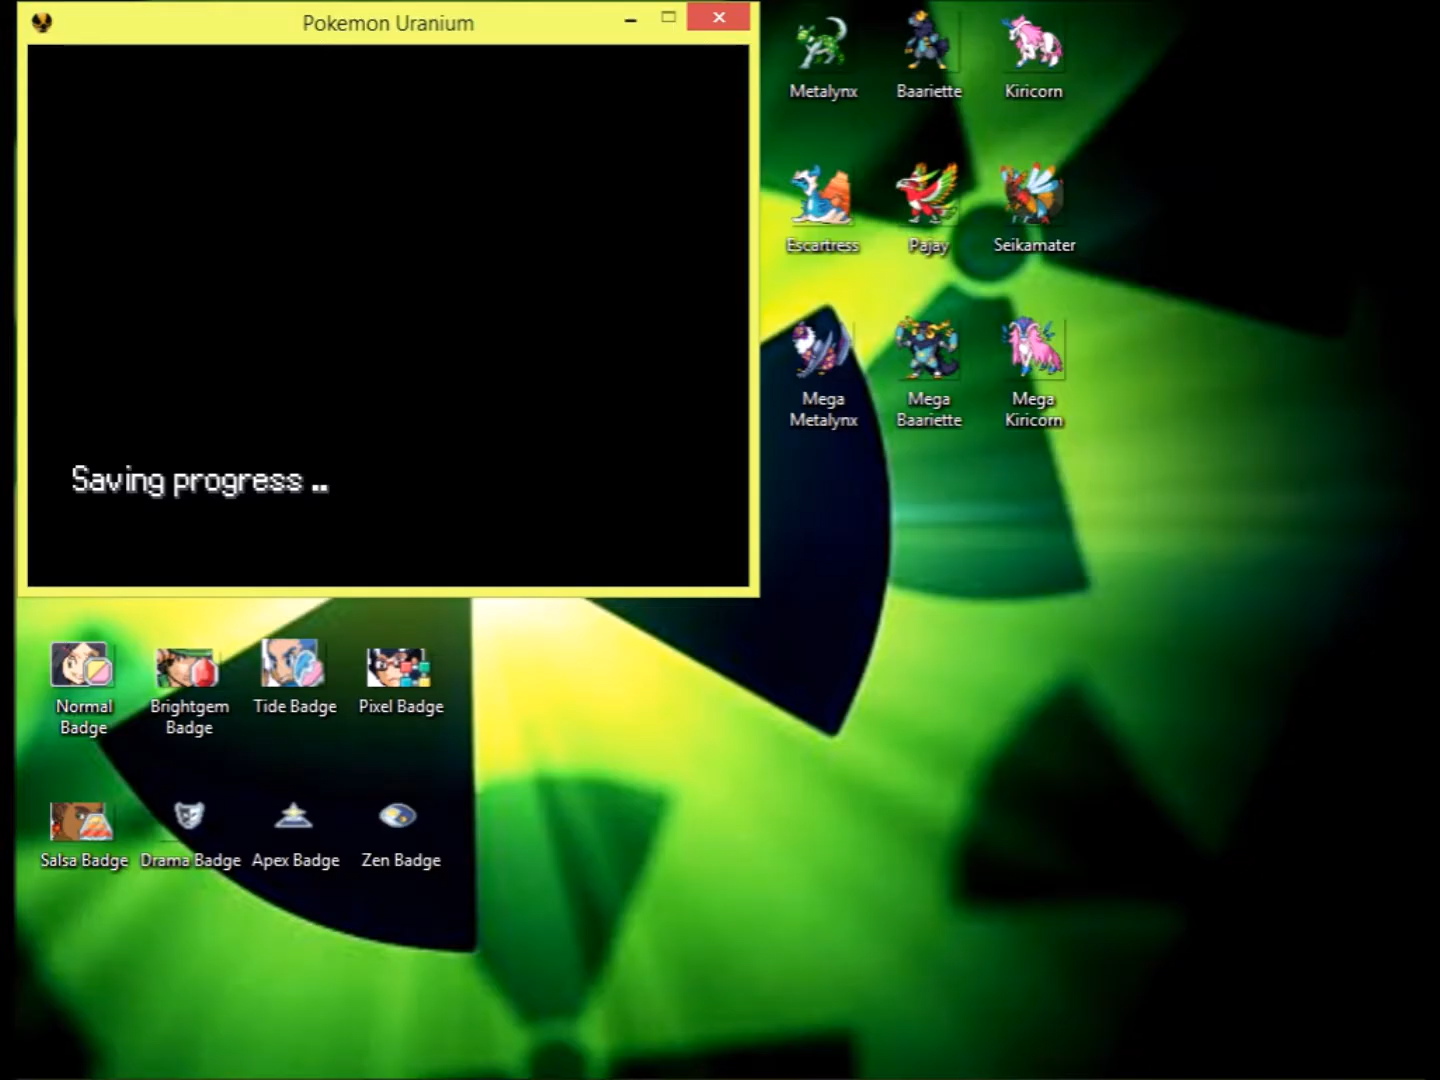 Pokemon Uranium
Metalynx
Baariette
Kiricorn
Escartress
Pajay
Seikamater
Mega
Metalynx
Mega
Baariette
Mega
Kiricorn
Saving progress ..
Normal
Badge
Brightgem
Badge
Tide Badge
Pixel Badge
Salsa Badge
Drama Badge
Apex Badge
Zen Badge